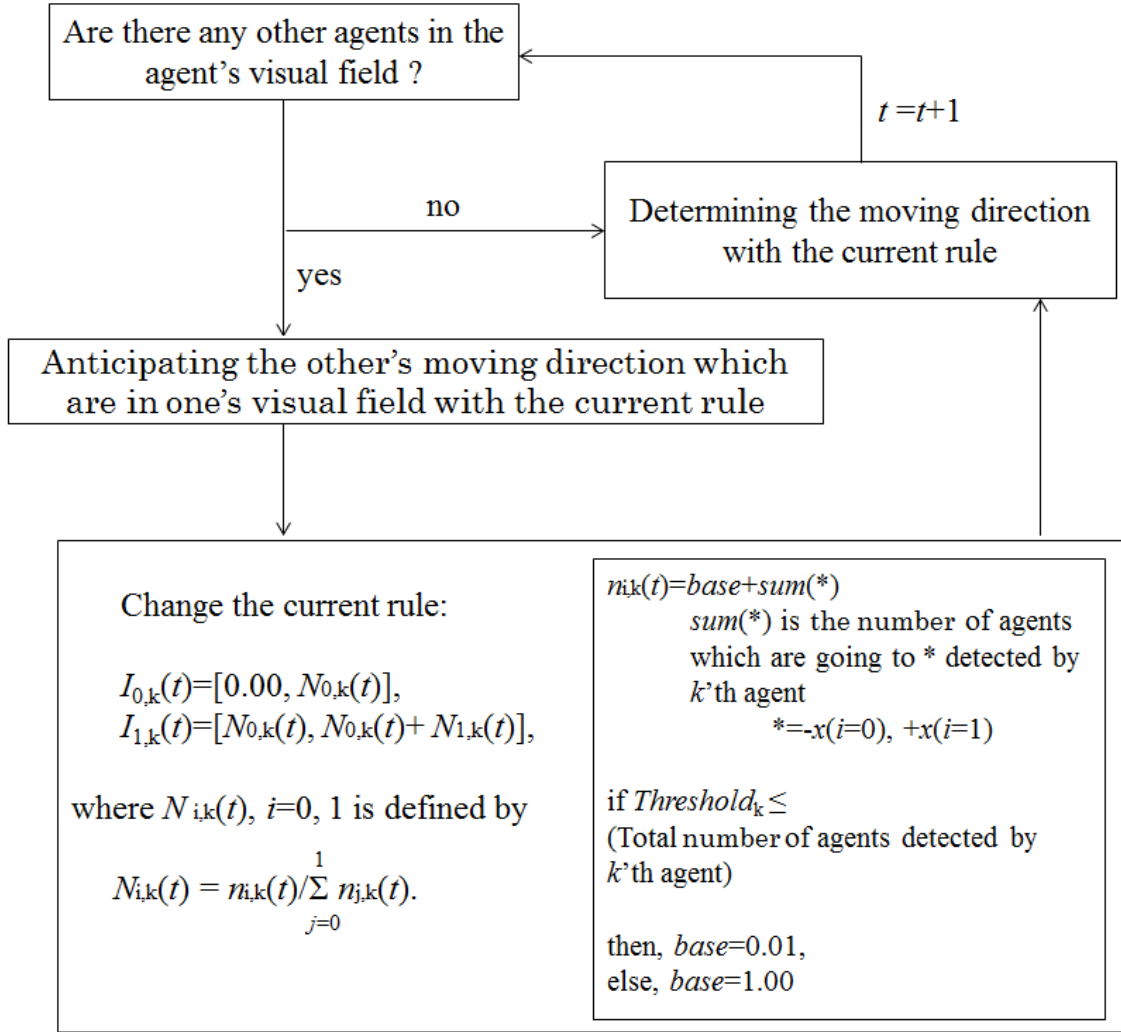 Are there any other agents in the
agent's visual field ?
t =t+1
no
Determining the moving direction
with the current rule
yes
Anticipating the other's moving direction which
are in one's visual field with the current rule
Change the current rule:
I0,k(t)=[0.00, N0,k(t)],
I1,k(t)=[N0,k(t), N0,k(t)+ N1,k(t)],
where N i,k(t), i=0, 1 is defined by
1
Ni,k(t) = ni,k(t)/Σ nj,k(t).
j=0
ni,k(t)=base+sum(*)
sum(*) is the number of agents
which are going to * detected by
k'th agent
*=-x(i=0), +x(i=1)
if Thresholdk ≤
(Total number of agents detected by
k'th agent)
then, base=0.01,
else, base=1.00